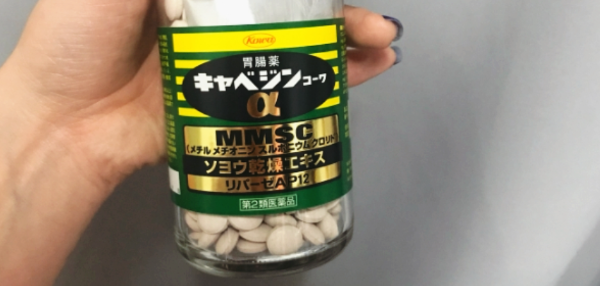 Kowa
胃腸薬
キャベジンコーワ
α
MMSC
(メチルメチオニンスルホニウムクロリド)
ソヨウ乾燥エキス
リパーゼAP12
第2類医薬品